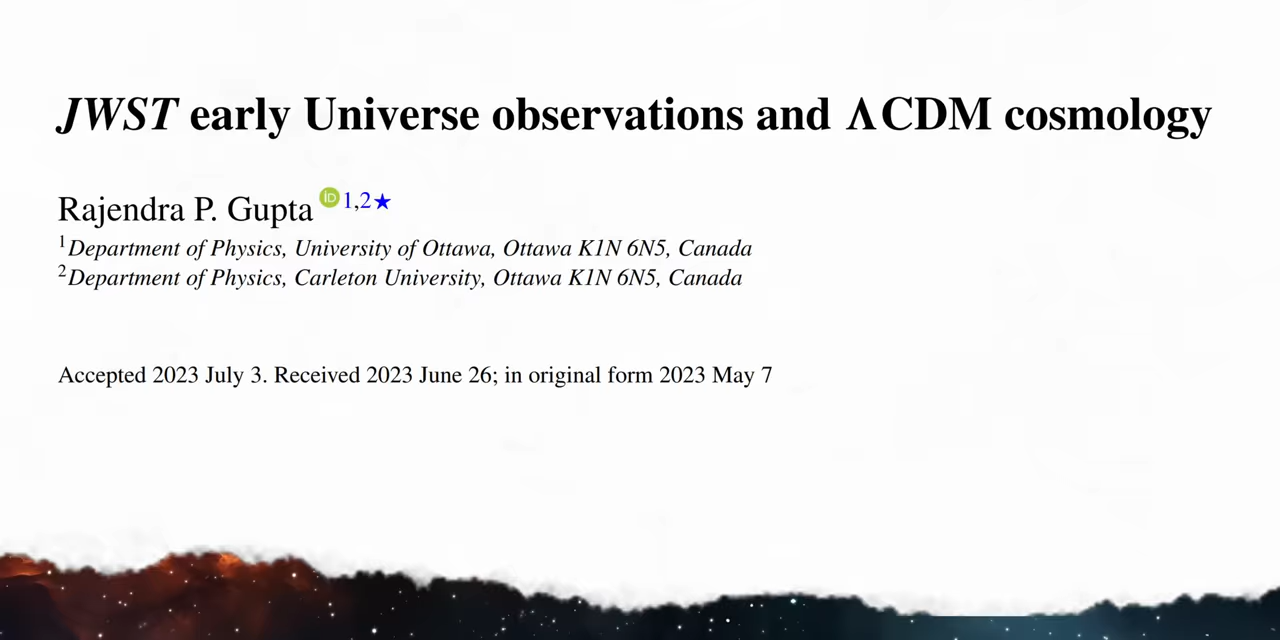 JWST early Universe observations and ΛCDM cosmology
Rajendra P. Gupta iD 1,2★
1Department of Physics, University of Ottawa, Ottawa K1N 6N5, Canada
2Department of Physics, Carleton University, Ottawa K1N 6N5, Canada
Accepted 2023 July 3. Received 2023 June 26; in original form 2023 May 7